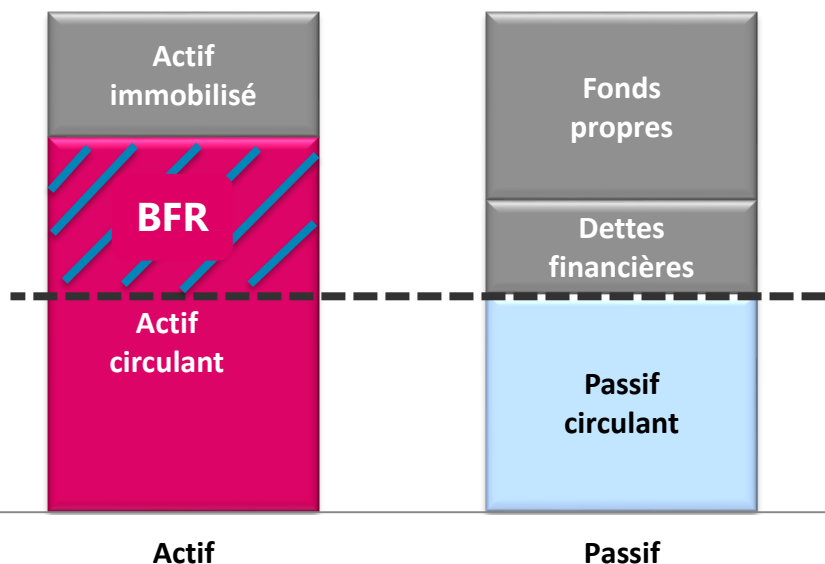 Actif
immobilisé
BFR
Actif
circulant
Fonds
propres
Dettes
financières
Passif
circulant
Actif
Passif